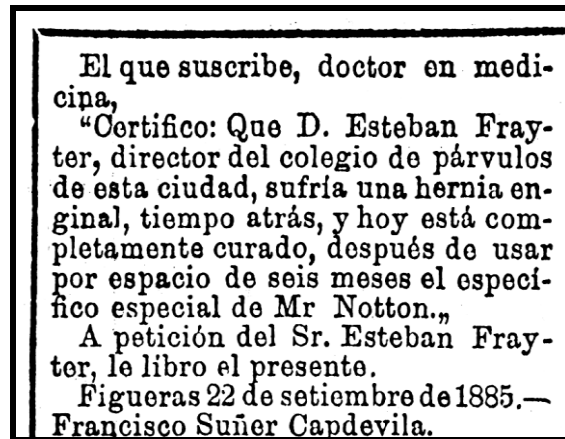 El que suscribe, doctor en medi-
cina,
“Certifico: Que D. Esteban Fray-
ter, director del colegio de párvulos
de esta ciudad, sufría una hernia en-
ginal, tiempo atrás, y hoy está com-
pletamente curado, después de usar
por espacio de seis meses el especí-
fico especial de Mr Notton.„
A petición del Sr. Esteban Fray-
ter, le libro el presente.
Figueras 22 de setiembre de 1885.—
Francisco Suñer Capdevila.